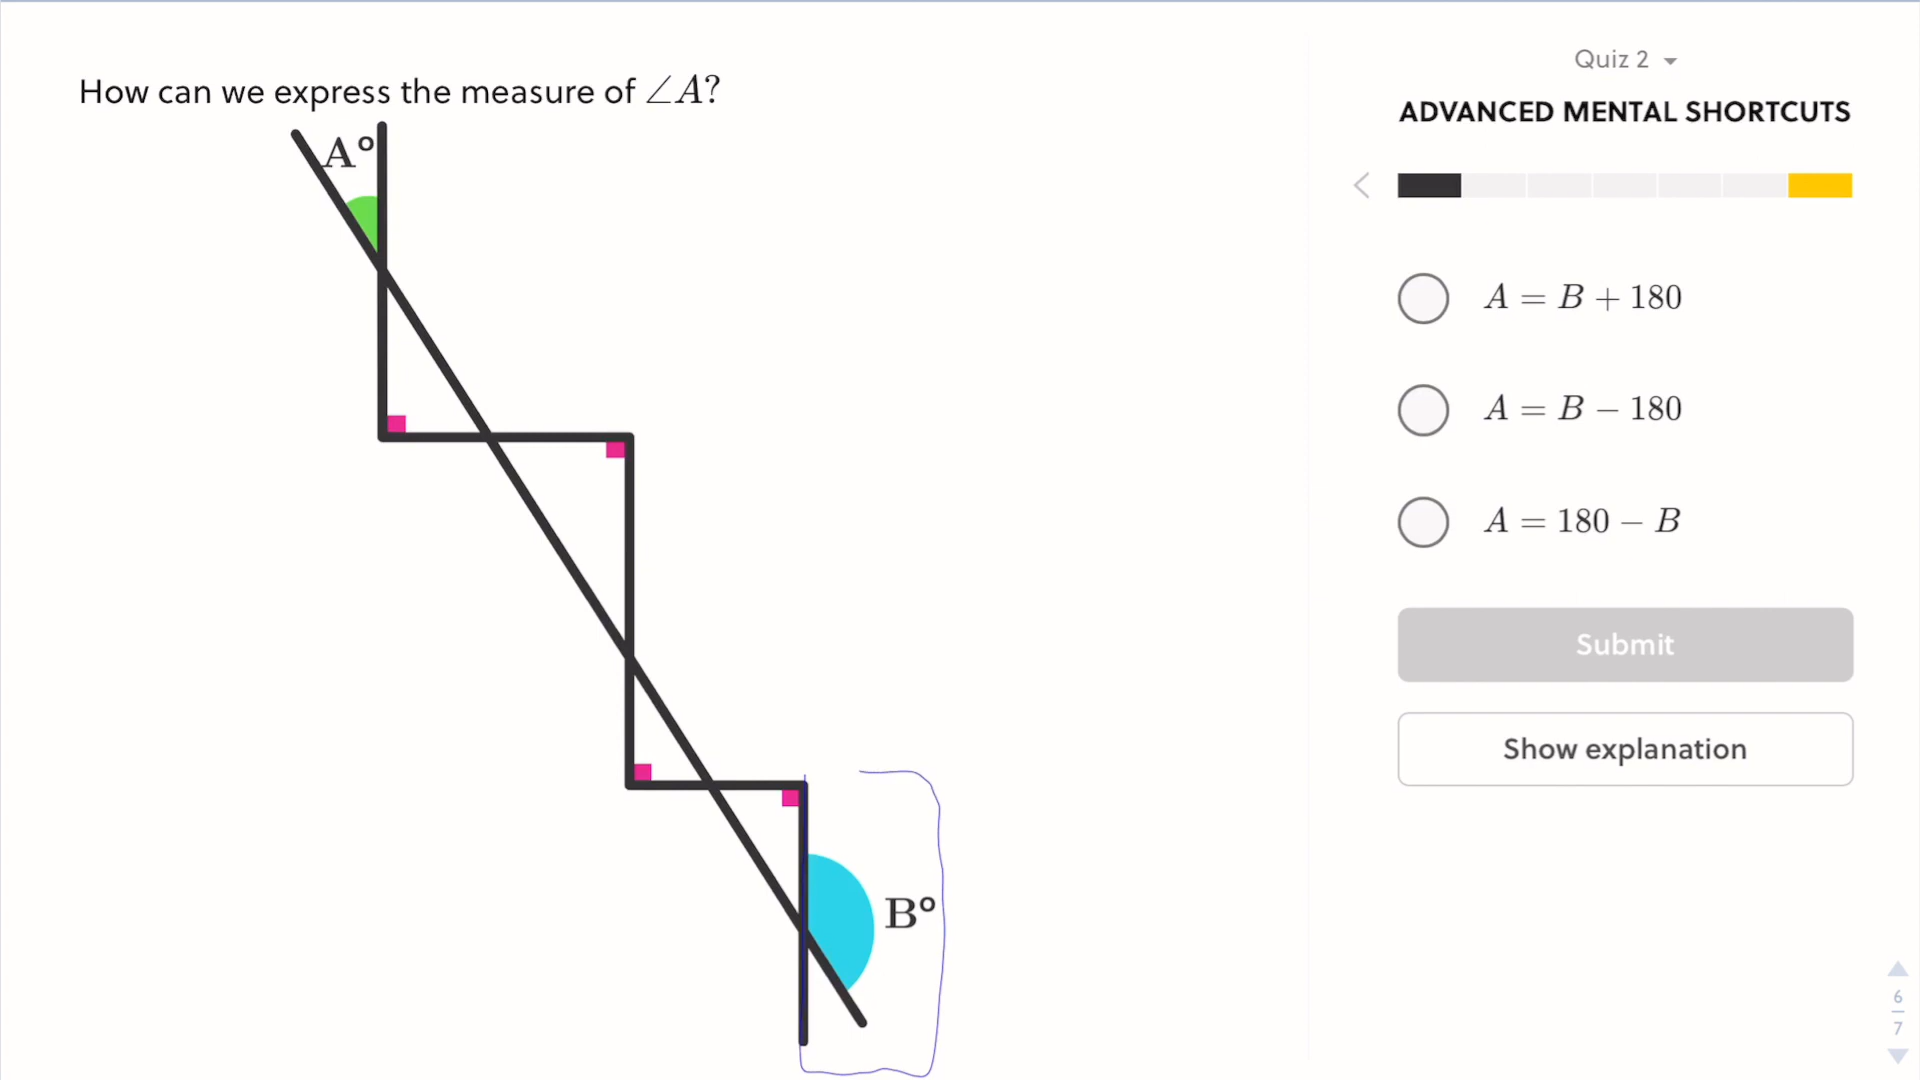 How can we express the measure of ∠A?
A°
B°
Quiz 2
ADVANCED MENTAL SHORTCUTS
A = B + 180
A = B − 180
A = 180 − B
Submit
Show explanation
6
7